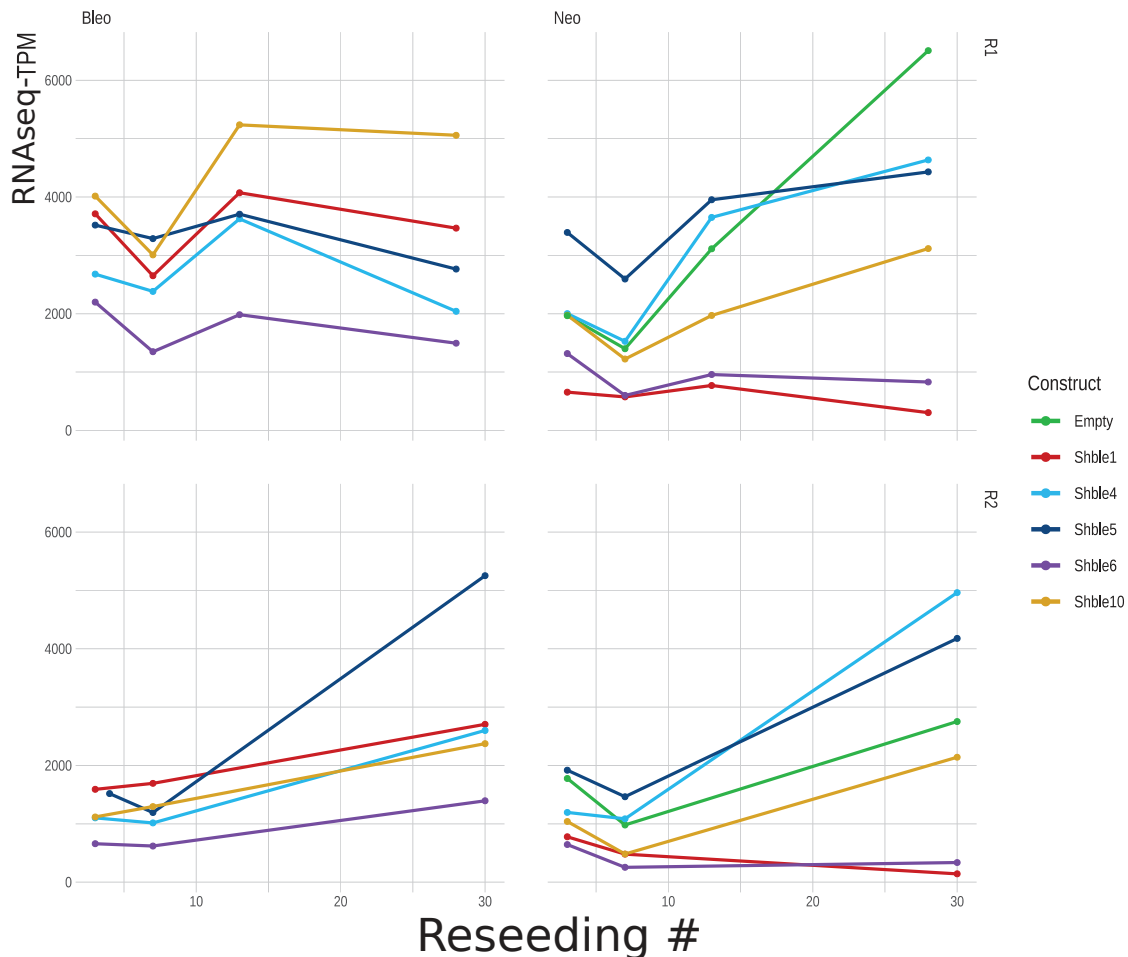 Bleo
Neo
R1
RNAseq-TPM
6000
4000
2000
0
Construct
Empty
Shble1
Shble4
Shble5
Shble6
Shble10
R2
6000
4000
2000
0
10
20
30
10
20
30
Reseeding #